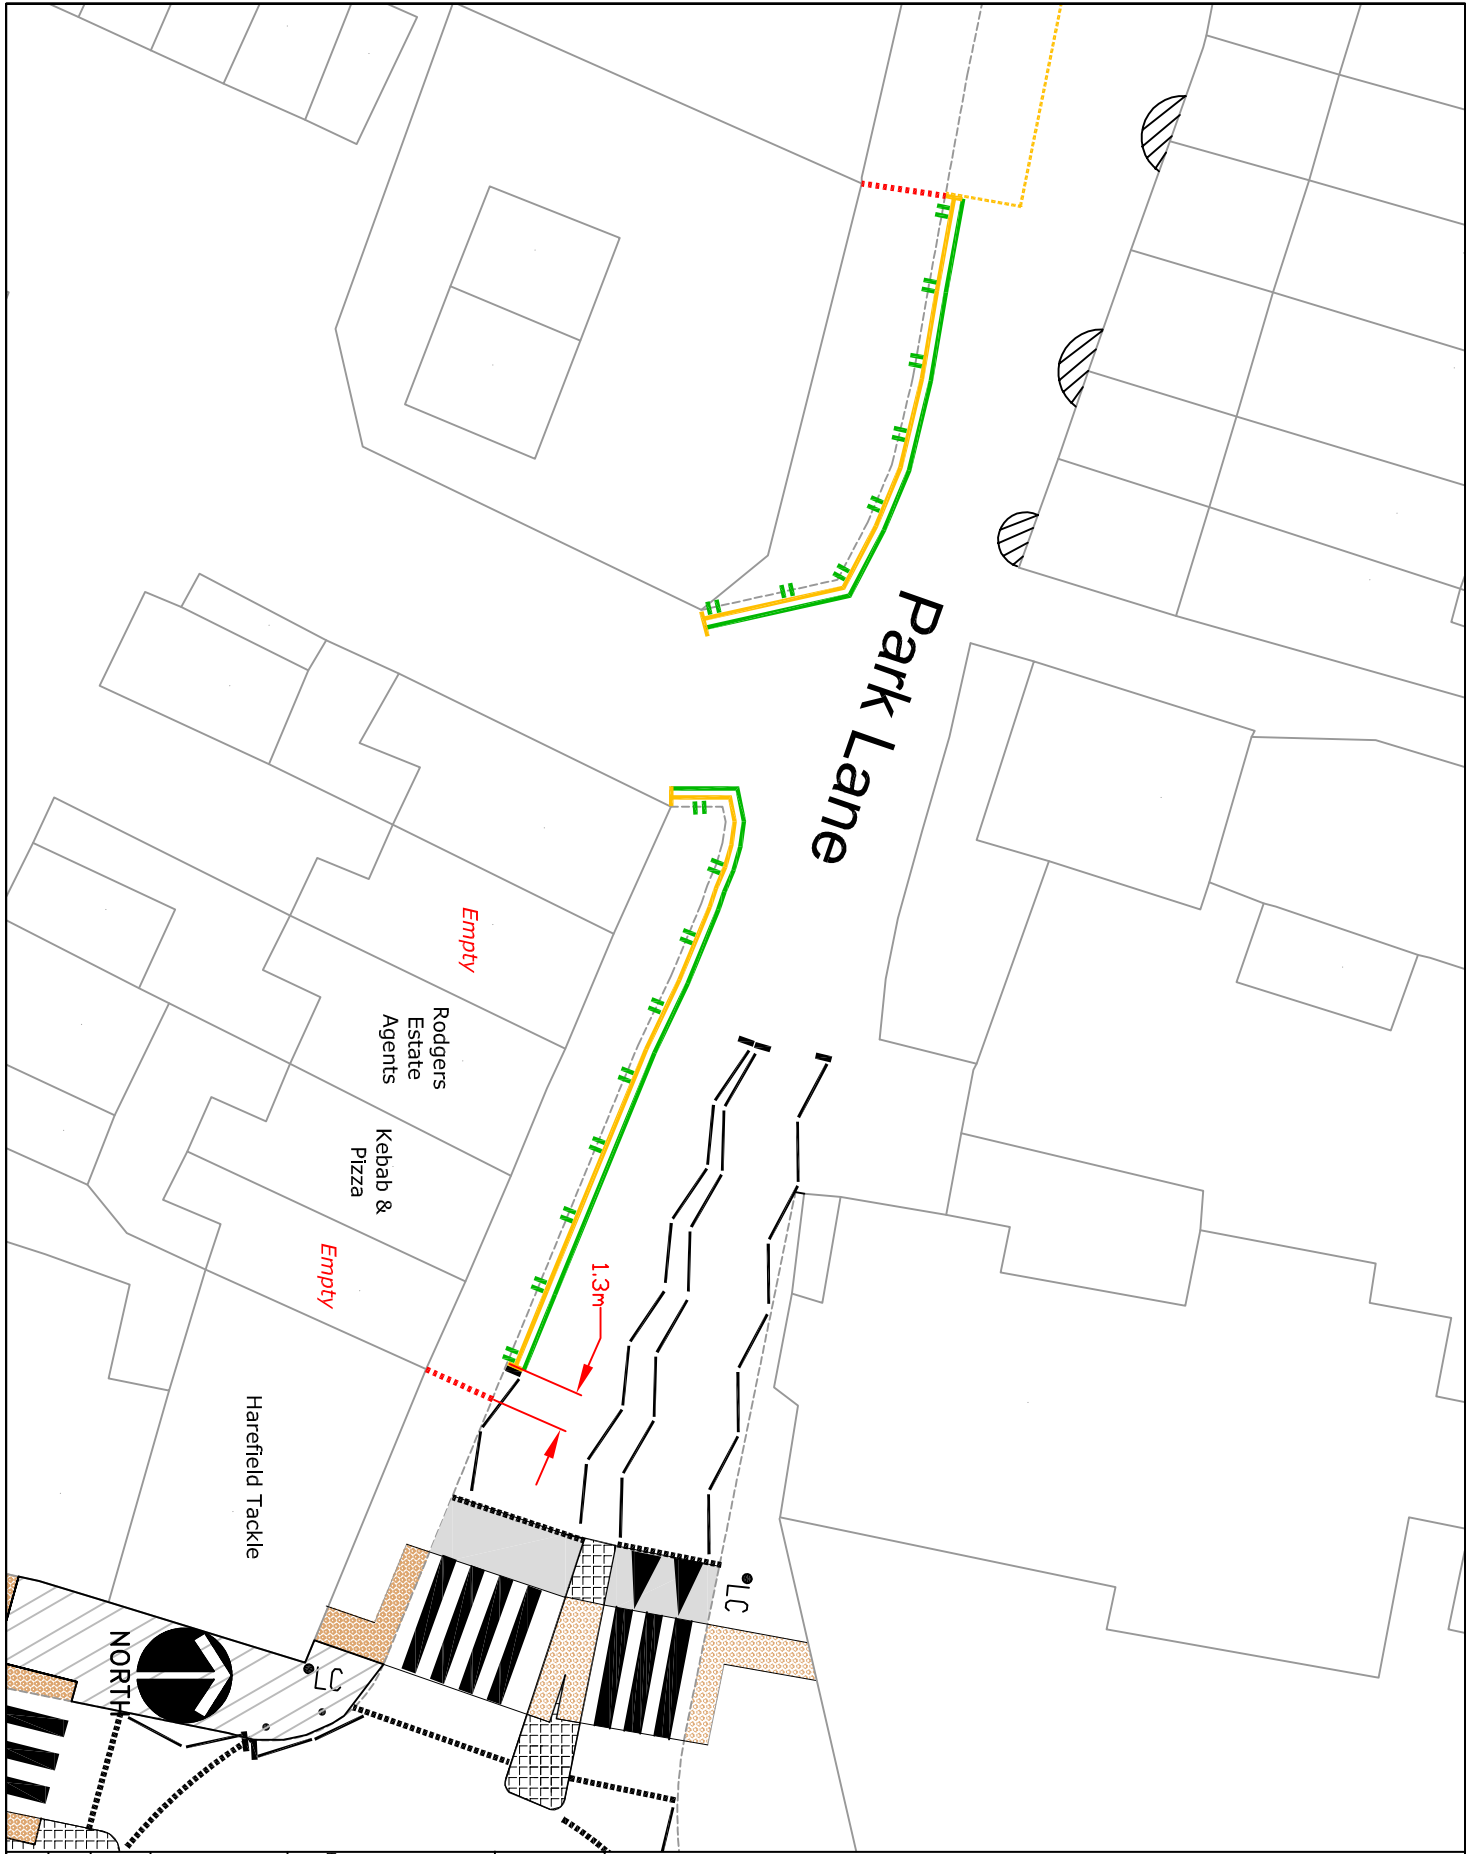 Park Lane
Empty
Rodgers
Estate
Agents
Kebab &
Pizza
Empty
1.3m
Harefield Tackle
LC
LC
NORTH